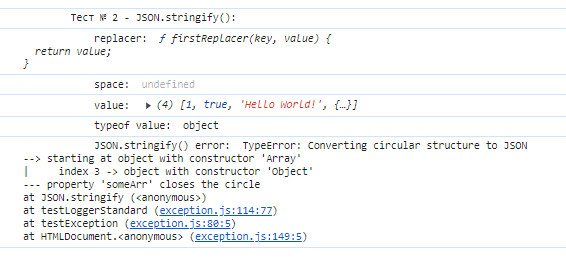 Тест № 2 - JSON.stringify():
replacer: ƒ firstReplacer(key, value) {
return value;
}
space: undefined
value: ▸ (4) [1, true, 'Hello World!', {…}]
typeof value: object
JSON.stringify() error: TypeError: Converting circular structure to JSON
--> starting at object with constructor 'Array'
|     index 3 -> object with constructor 'Object'
--- property 'someArr' closes the circle
at JSON.stringify (<anonymous>)
at testLoggerStandard (exception.js:114:77)
at testException (exception.js:80:5)
at HTMLDocument.<anonymous> (exception.js:149:5)